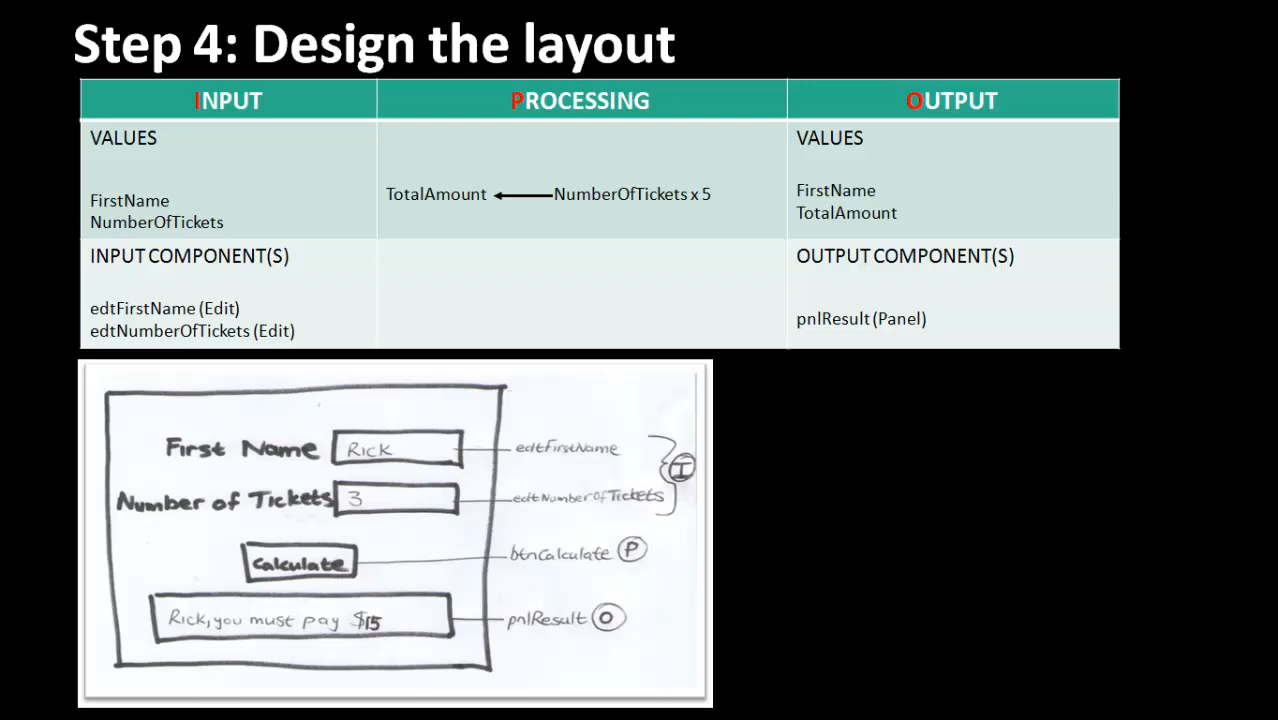 Step 4: Design the layout
INPUT PROCESSING OUTPUT
VALUES
FirstName
NumberOfTickets
TotalAmount NumberOfTickets x 5
VALUES
FirstName
TotalAmount
INPUT COMPONENT(S)
edtFirstName (Edit)
edtNumberOfTickets (Edit)
OUTPUT COMPONENT(S)
pnlResult (Panel)
First Name Rick edtFirstName
I
Number of Tickets 3 edtNumberOfTickets
Calculate btnCalculate P
Rick, you must pay $15 pnlResult O